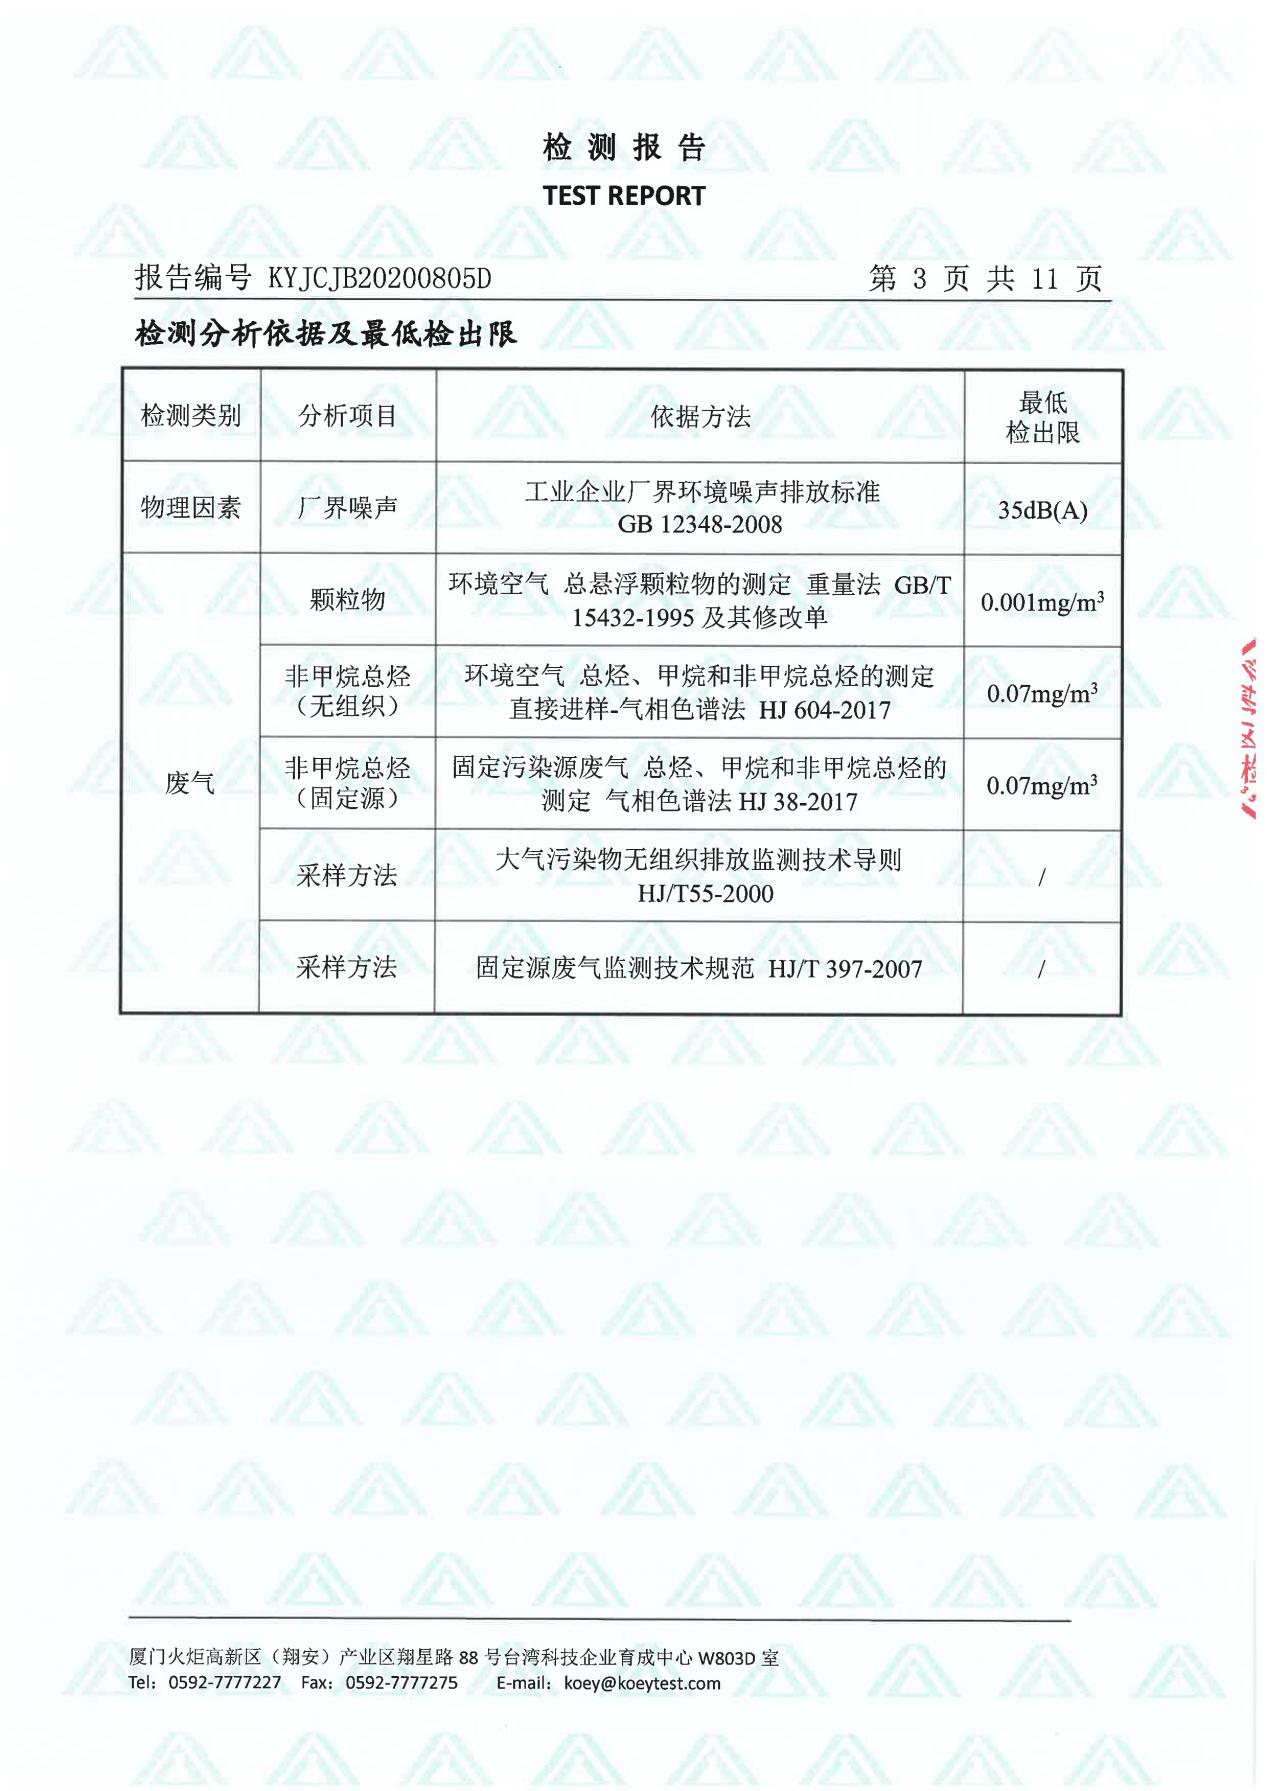 检测报告
TEST REPORT
报告编号 KYJCJB20200805D 第 3 页 共 11 页
检测分析依据及最低检出限
检测类别 分析项目 依据方法 最低
检出限
物理因素 厂界噪声 工业企业厂界环境噪声排放标准
GB 12348-2008 35dB(A)
废气
颗粒物 环境空气 总悬浮颗粒物的测定 重量法 GB/T
15432-1995 及其修改单 0.001mg/m³
非甲烷总烃
（无组织） 环境空气 总烃、甲烷和非甲烷总烃的测定
直接进样-气相色谱法 HJ 604-2017 0.07mg/m³
非甲烷总烃
（固定源） 固定污染源废气 总烃、甲烷和非甲烷总烃的
测定 气相色谱法 HJ 38-2017 0.07mg/m³
采样方法 大气污染物无组织排放监测技术导则
HJ/T55-2000 /
采样方法 固定源废气监测技术规范 HJ/T 397-2007 /
厦门火炬高新区（翔安）产业区翔星路 88 号台湾科技企业育成中心 W803D 室
Tel：0592-7777227 Fax：0592-7777275 E-mail：koey@koeytest.com